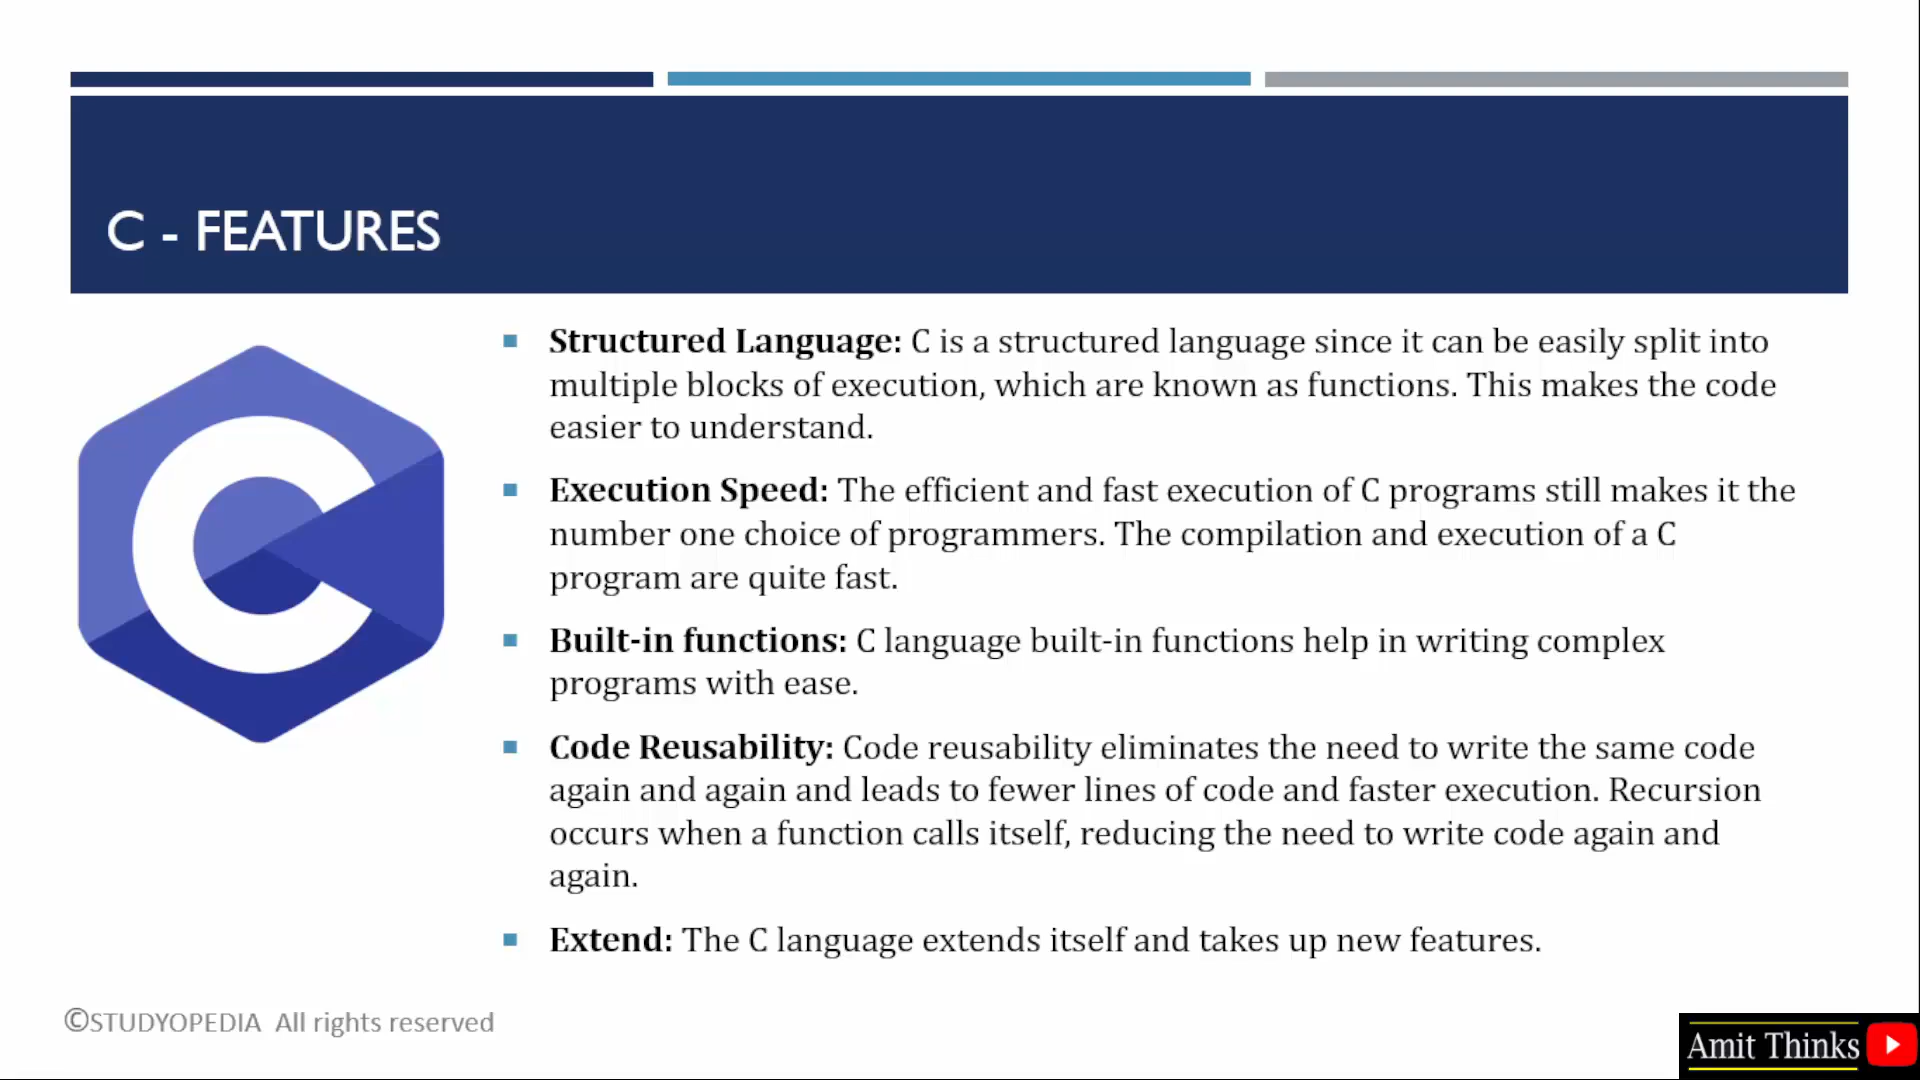 C - FEATURES
Structured Language: C is a structured language since it can be easily split into
multiple blocks of execution, which are known as functions. This makes the code
easier to understand.
Execution Speed: The efficient and fast execution of C programs still makes it the
number one choice of programmers. The compilation and execution of a C
program are quite fast.
Built-in functions: C language built-in functions help in writing complex
programs with ease.
Code Reusability: Code reusability eliminates the need to write the same code
again and again and leads to fewer lines of code and faster execution. Recursion
occurs when a function calls itself, reducing the need to write code again and
again.
Extend: The C language extends itself and takes up new features.
©STUDYOPEDIA All rights reserved
Amit Thinks